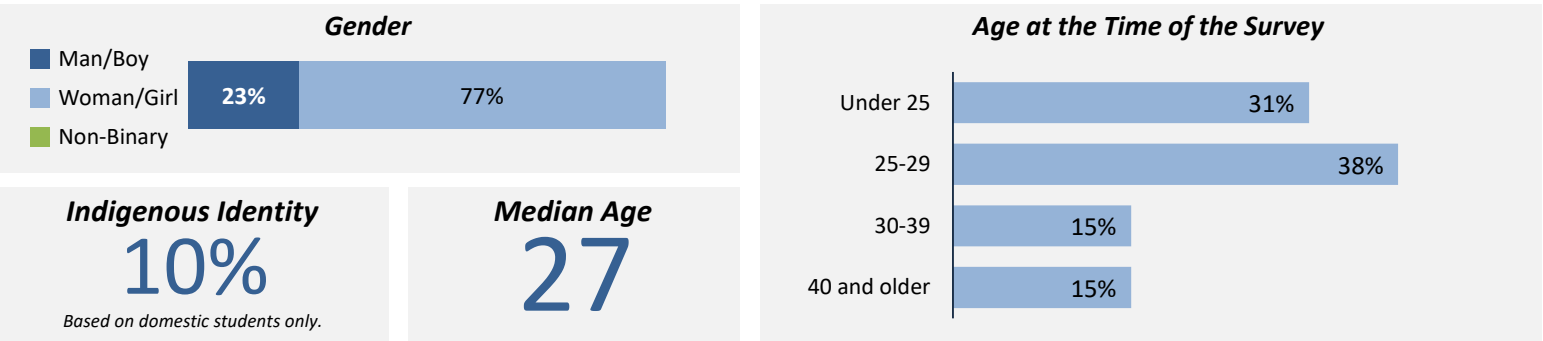 Gender
Man/Boy
Woman/Girl
Non-Binary
23%
77%
Indigenous Identity
10%
Based on domestic students only.
Median Age
27
Age at the Time of the Survey
Under 25
31%
25-29
38%
30-39
15%
40 and older
15%